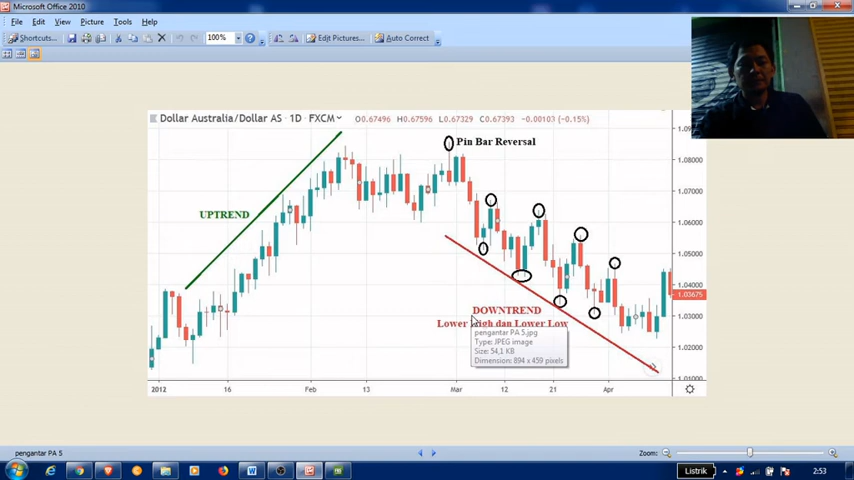 Microsoft Office 2010
File Edit View Picture Tools Help
Shortcuts... 100% Edit Pictures... Auto Correct
Dollar Australia/Dollar AS · 1D · FXCM O0.67496 H0.67596 L0.67329 C0.67393 -0.00103 (-0.15%)
Pin Bar Reversal
1.08000
1.07000
UPTREND
1.06000
1.05000
1.04000
1.03675
DOWNTREND
1.03000
Lower High dan Lower Low
pengantar PA 5.jpg
Type: JPEG image
Size: 54,1 KB
Dimension: 894 x 459 pixels
1.02000
1.01000
2012 16 Feb Mar 12 21 Apr
pengantar PA 5
Zoom:
Listrik
2:53